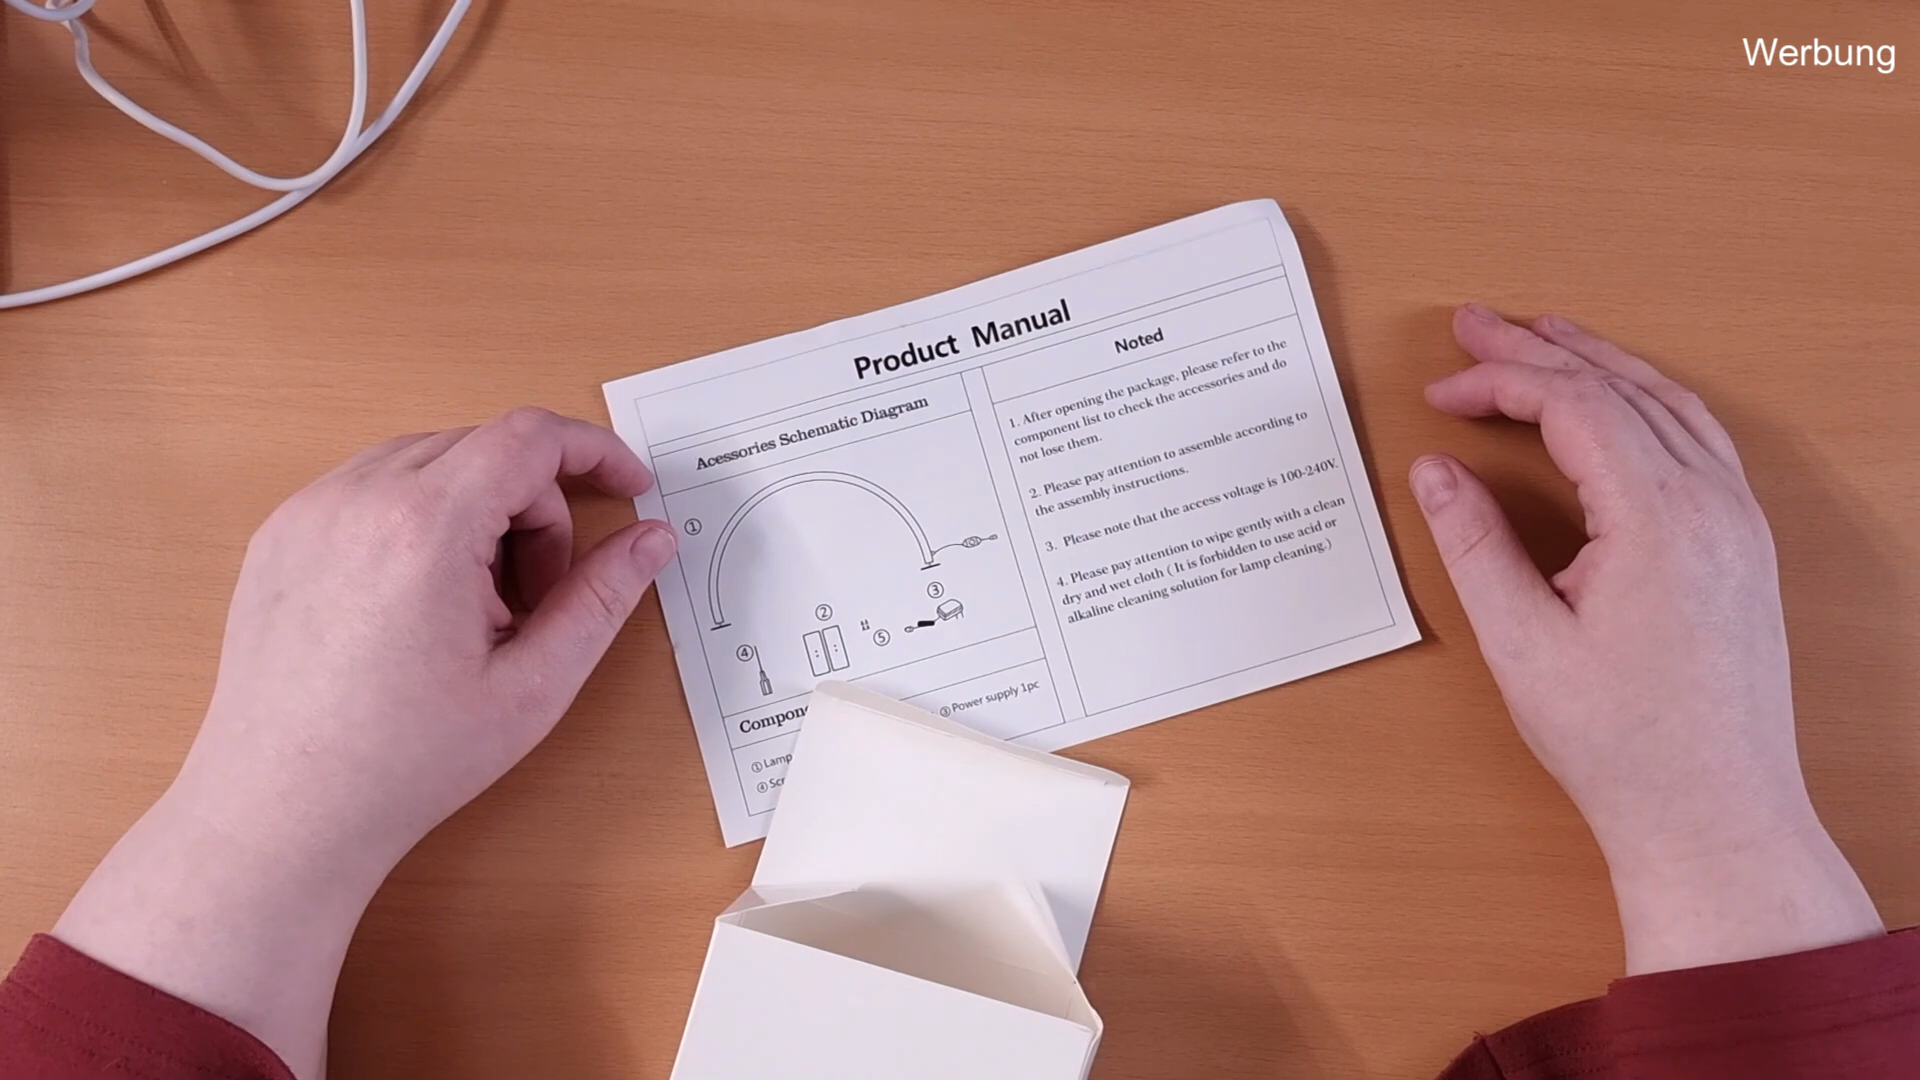 Werbung
Product Manual
Acessories Schematic Diagram
①
②
③
④
⑤
③ Power supply 1pc
① Lamp
④
Noted
1. After opening the package, please refer to the
component list to check the accessories and do
not lose them.
2. Please pay attention to assemble according to
the assembly instructions.
3. Please note that the access voltage is 100-240V.
4. Please pay attention to wipe gently with a clean
dry and wet cloth ( It is forbidden to use acid or
alkaline cleaning solution for lamp cleaning.)